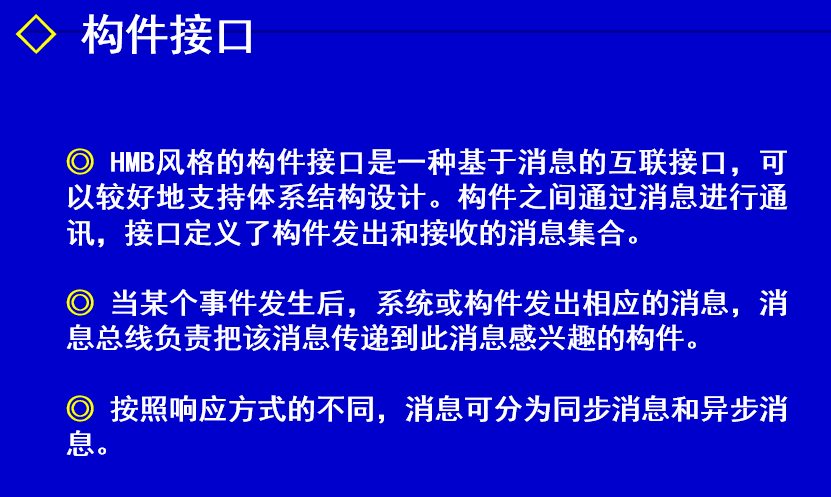 构件接口
◎ HMB风格的构件接口是一种基于消息的互联接口，可
以较好地支持体系结构设计。构件之间通过消息进行通
讯，接口定义了构件发出和接收的消息集合。
◎ 当某个事件发生后，系统或构件发出相应的消息，消
息总线负责把该消息传递到此消息感兴趣的构件。
◎ 按照响应方式的不同，消息可分为同步消息和异步消
息。